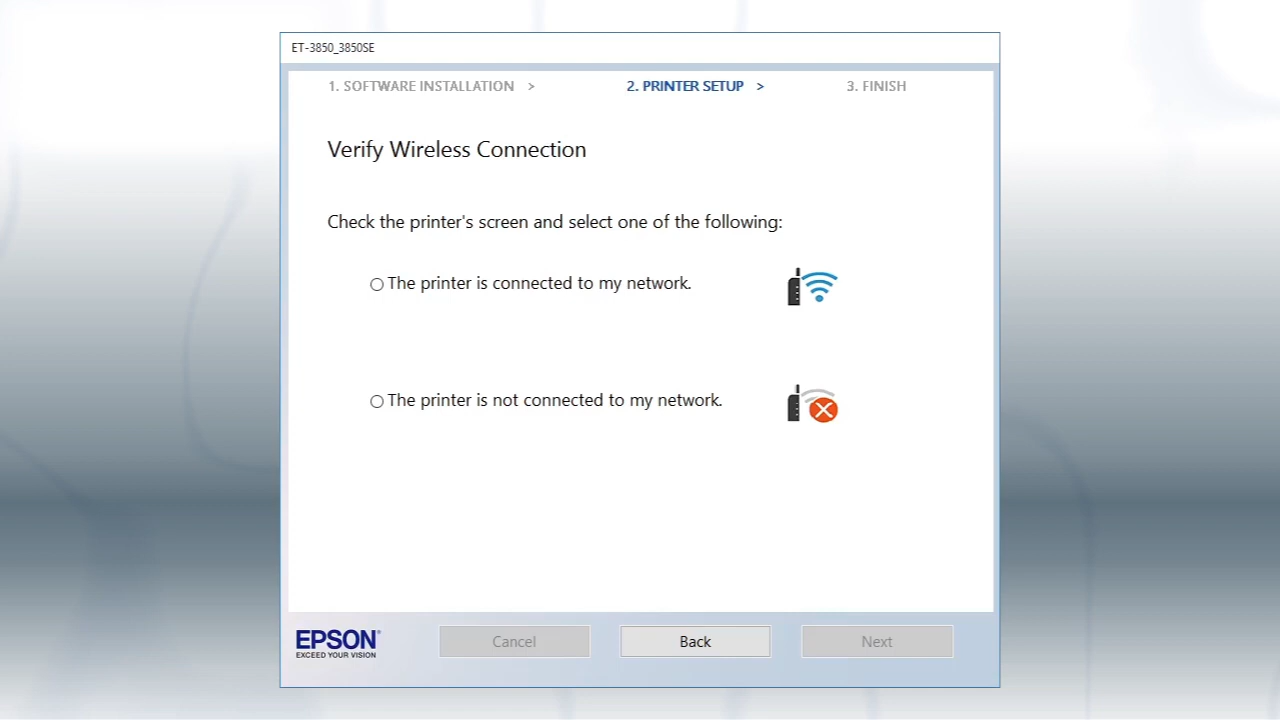 ET-3850_3850SE
1. SOFTWARE INSTALLATION >
2. PRINTER SETUP >
3. FINISH
Verify Wireless Connection
Check the printer's screen and select one of the following:
The printer is connected to my network.
The printer is not connected to my network.
EPSON®
EXCEED YOUR VISION
Cancel
Back
Next